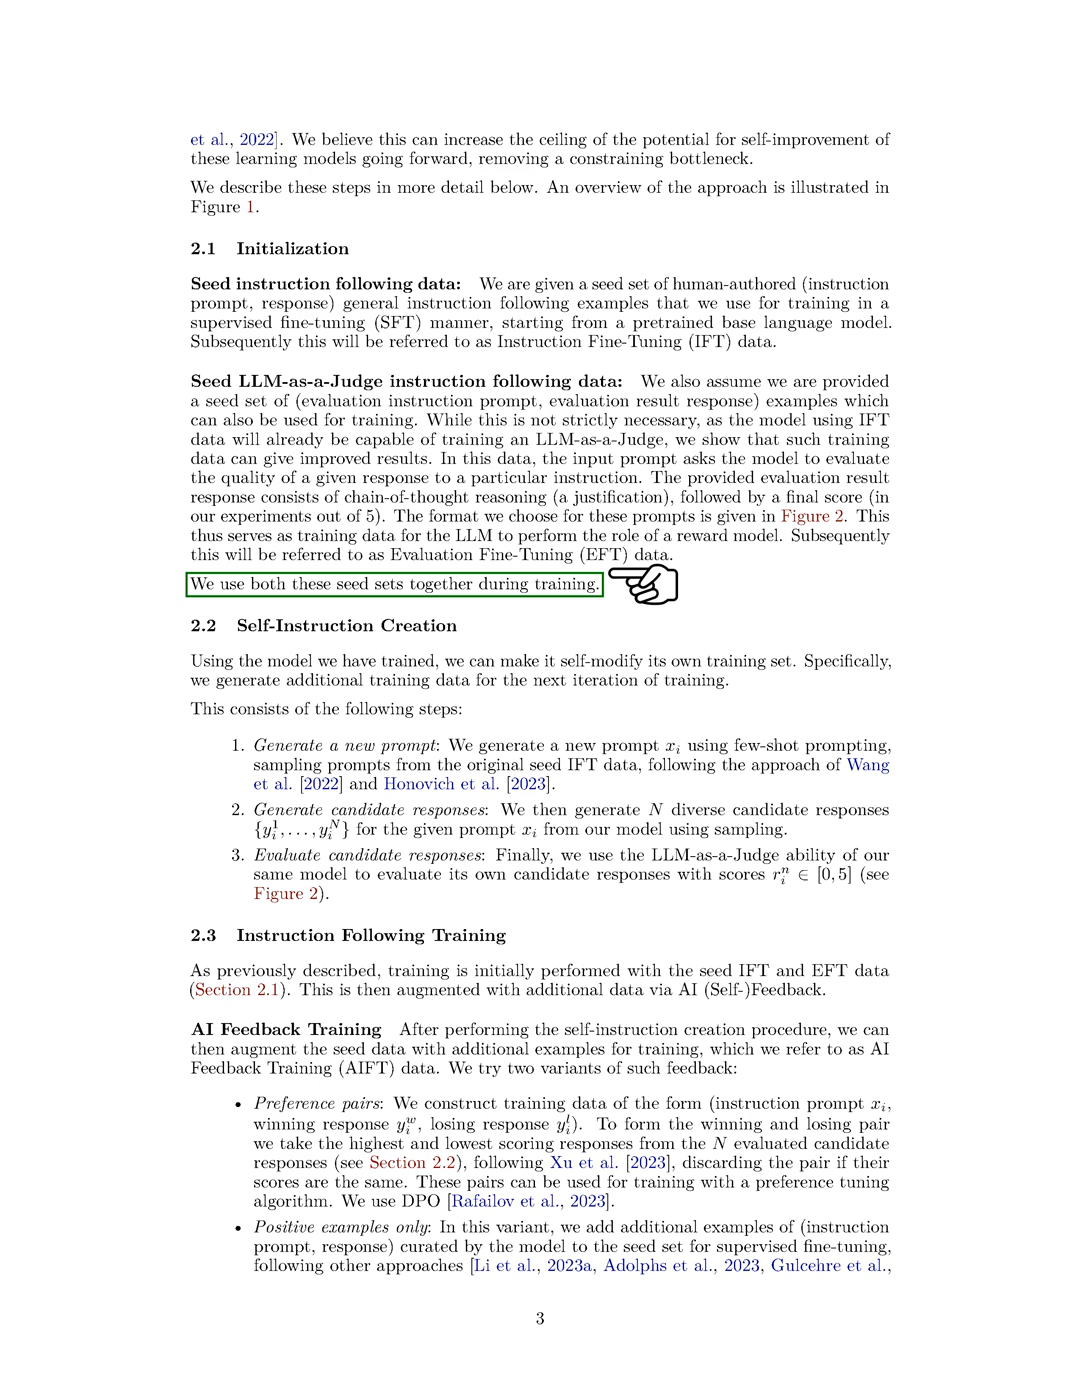 et al., 2022]. We believe this can increase the ceiling of the potential for self-improvement of
these learning models going forward, removing a constraining bottleneck.
We describe these steps in more detail below. An overview of the approach is illustrated in
Figure 1.
2.1 Initialization
Seed instruction following data: We are given a seed set of human-authored (instruction
prompt, response) general instruction following examples that we use for training in a
supervised fine-tuning (SFT) manner, starting from a pretrained base language model.
Subsequently this will be referred to as Instruction Fine-Tuning (IFT) data.
Seed LLM-as-a-Judge instruction following data: We also assume we are provided
a seed set of (evaluation instruction prompt, evaluation result response) examples which
can also be used for training. While this is not strictly necessary, as the model using IFT
data will already be capable of training an LLM-as-a-Judge, we show that such training
data can give improved results. In this data, the input prompt asks the model to evaluate
the quality of a given response to a particular instruction. The provided evaluation result
response consists of chain-of-thought reasoning (a justification), followed by a final score (in
our experiments out of 5). The format we choose for these prompts is given in Figure 2. This
thus serves as training data for the LLM to perform the role of a reward model. Subsequently
this will be referred to as Evaluation Fine-Tuning (EFT) data.
We use both these seed sets together during training.
2.2 Self-Instruction Creation
Using the model we have trained, we can make it self-modify its own training set. Specifically,
we generate additional training data for the next iteration of training.
This consists of the following steps:
1. Generate a new prompt: We generate a new prompt x_i using few-shot prompting,
sampling prompts from the original seed IFT data, following the approach of Wang
et al. [2022] and Honovich et al. [2023].
2. Generate candidate responses: We then generate N diverse candidate responses
{y_i^1, . . . , y_i^N} for the given prompt x_i from our model using sampling.
3. Evaluate candidate responses: Finally, we use the LLM-as-a-Judge ability of our
same model to evaluate its own candidate responses with scores r_i^n ∈ [0, 5] (see
Figure 2).
2.3 Instruction Following Training
As previously described, training is initially performed with the seed IFT and EFT data
(Section 2.1). This is then augmented with additional data via AI (Self-)Feedback.
AI Feedback Training After performing the self-instruction creation procedure, we can
then augment the seed data with additional examples for training, which we refer to as AI
Feedback Training (AIFT) data. We try two variants of such feedback:
• Preference pairs: We construct training data of the form (instruction prompt x_i,
winning response y_i^w, losing response y_i^l). To form the winning and losing pair
we take the highest and lowest scoring responses from the N evaluated candidate
responses (see Section 2.2), following Xu et al. [2023], discarding the pair if their
scores are the same. These pairs can be used for training with a preference tuning
algorithm. We use DPO [Rafailov et al., 2023].
• Positive examples only: In this variant, we add additional examples of (instruction
prompt, response) curated by the model to the seed set for supervised fine-tuning,
following other approaches [Li et al., 2023a, Adolphs et al., 2023, Gulcehre et al.,
3